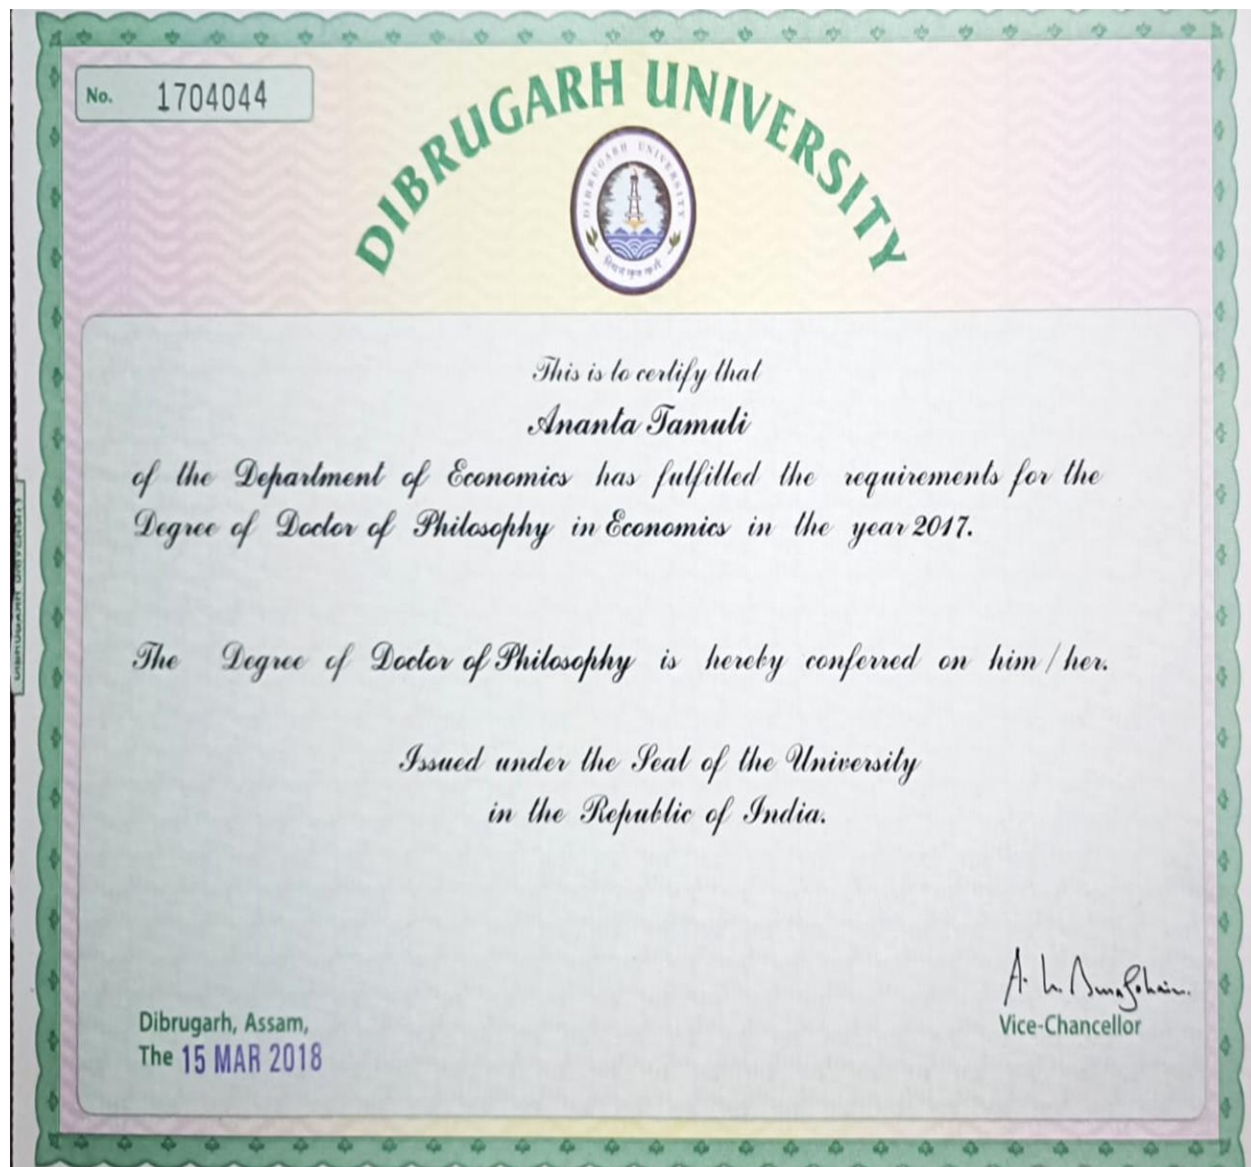 No. 1704044
DIBRUGARH UNIVERSITY
DIBRUGARH UNIVERSITY
This is to certify that
Ananta Tamuli
of the Department of Economics has fulfilled the requirements for the
Degree of Doctor of Philosophy in Economics in the year 2017.
The Degree of Doctor of Philosophy is hereby conferred on him / her.
Issued under the Seal of the University
in the Republic of India.
Vice-Chancellor
Dibrugarh, Assam,
The 15 MAR 2018
DIBRUGARH UNIVERSITY